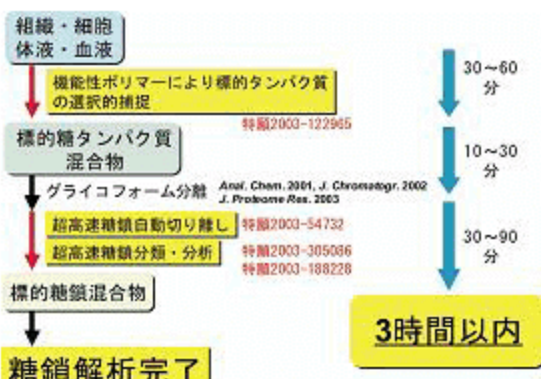 組織・細胞
体液・血液
機能性ポリマーにより標的タンパク質
の選択的捕捉
特願2003-122965
標的糖タンパク質
混合物
グライコフォーム分離
Anal. Chem. 2001, J. Chromatogr. 2002
J. Proteome Res. 2003
超高速糖鎖自動切り離し
特願2003-54732
超高速糖鎖分類・分析
特願2003-305086
特願2003-188228
標的糖鎖混合物
糖鎖解析完了
30～60
分
10～30
分
30～90
分
3時間以内